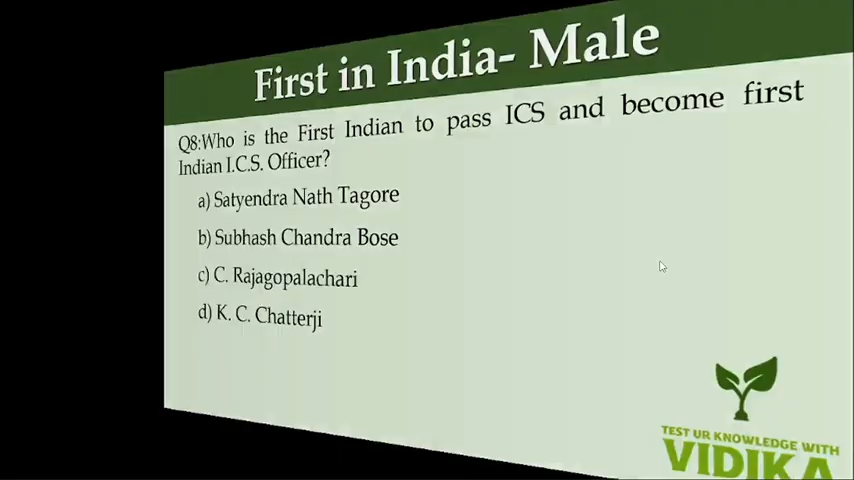 First in India- Male
Q8:Who is the First Indian to pass ICS and become first
Indian I.C.S. Officer?
a) Satyendra Nath Tagore
b) Subhash Chandra Bose
c) C. Rajagopalachari
d) K. C. Chatterji
TEST UR KNOWLEDGE WITH
VIDIKA